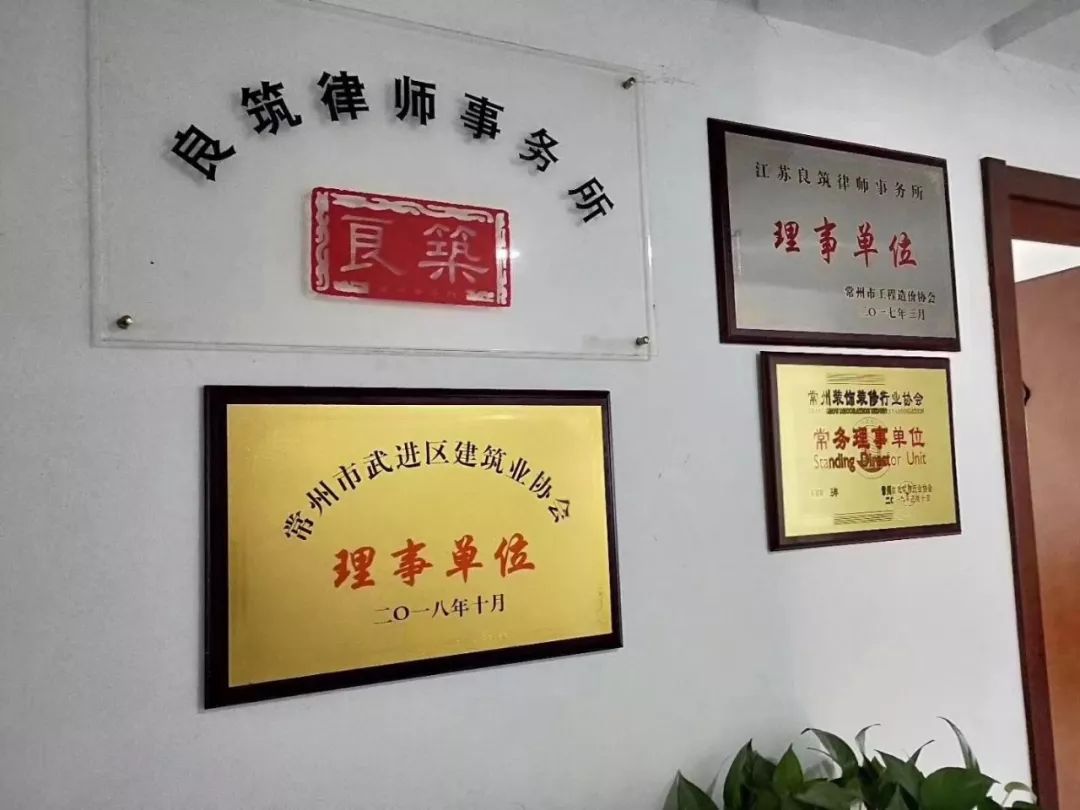 良筑律师事务所
良築
江苏良筑律师事务所
理事单位
常州市工程造价协会
二〇一七年三月
常州装饰装修行业协会
常务理事单位
Standing Director Unit
常州市武进区建筑业协会
理事单位
二〇一八年十月